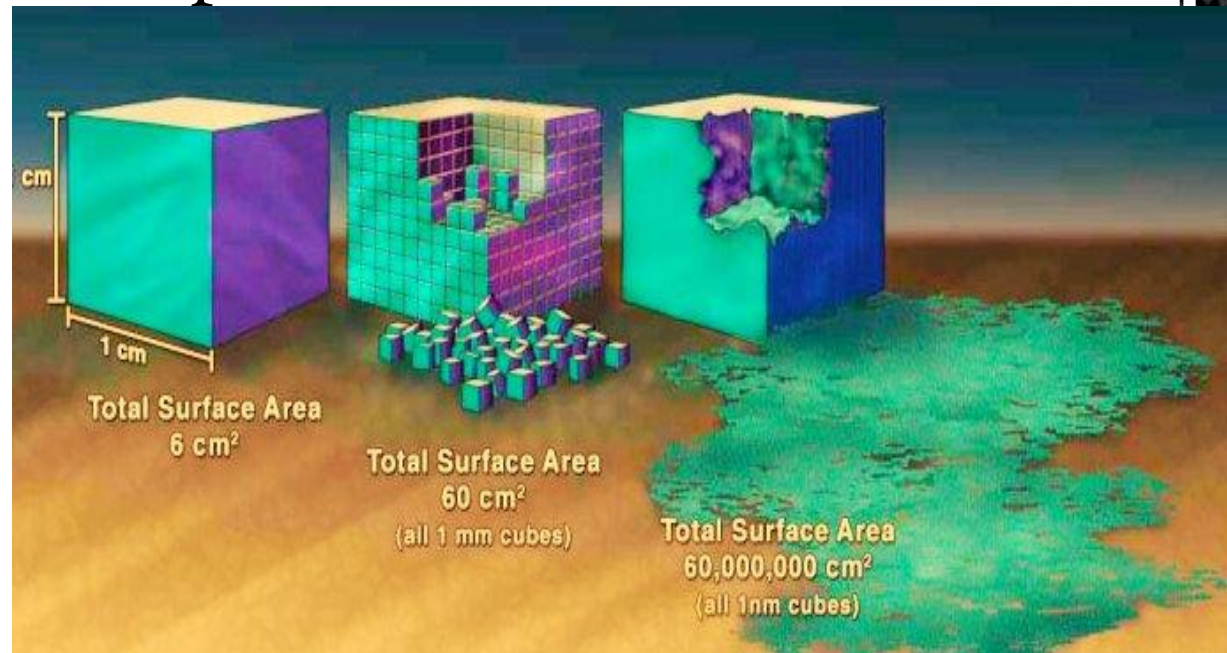 cm
1 cm
Total Surface Area
6 cm²
Total Surface Area
60 cm²
(all 1 mm cubes)
Total Surface Area
60,000,000 cm²
(all 1nm cubes)